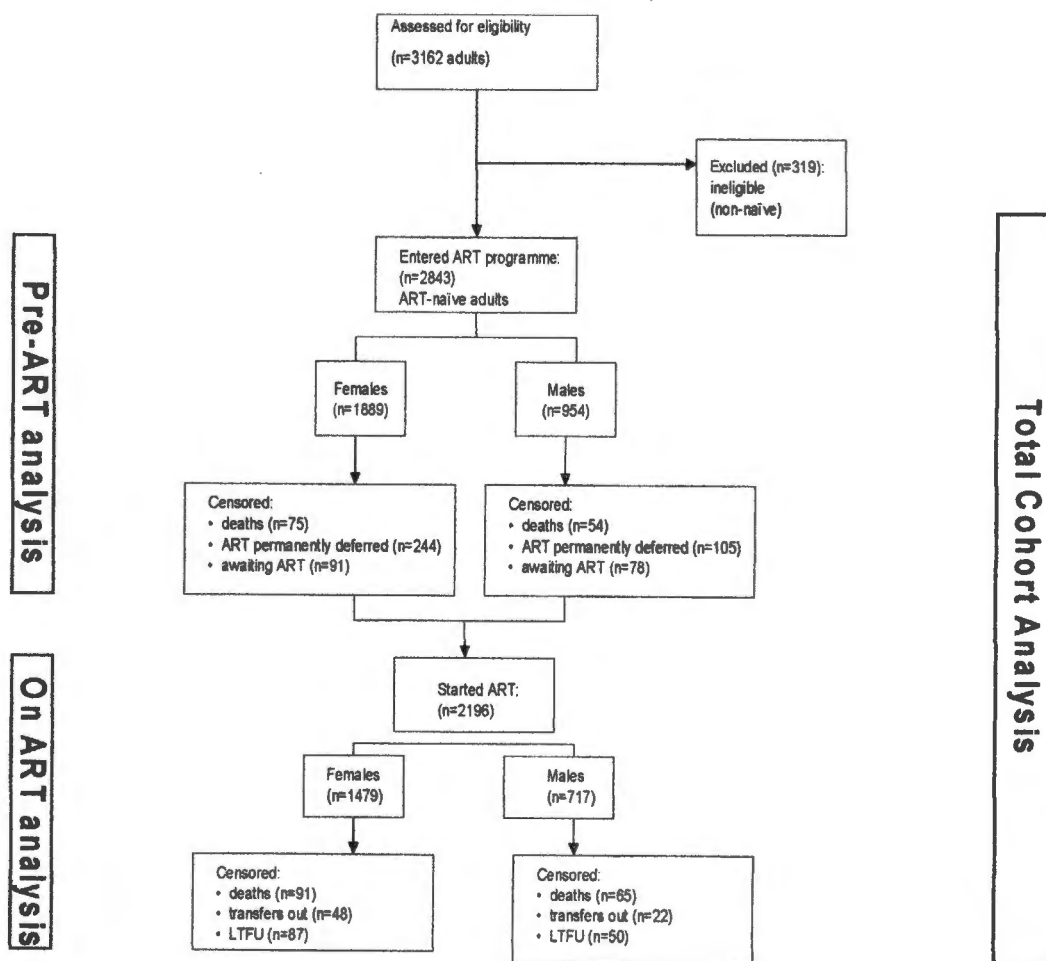 Assessed for eligibility
(n=3162 adults)
Excluded (n=319):
ineligible
(non-naïve)
Entered ART programme:
(n=2843)
ART-naïve adults
Pre-ART analysis
Females
(n=1889)
Males
(n=954)
Censored:
• deaths (n=75)
• ART permanently deferred (n=244)
• awaiting ART (n=91)
Censored:
• deaths (n=54)
• ART permanently deferred (n=105)
• awaiting ART (n=78)
Total Cohort Analysis
On ART analysis
Started ART:
(n=2196)
Females
(n=1479)
Males
(n=717)
Censored:
• deaths (n=91)
• transfers out (n=48)
• LTFU (n=87)
Censored:
• deaths (n=65)
• transfers out (n=22)
• LTFU (n=50)